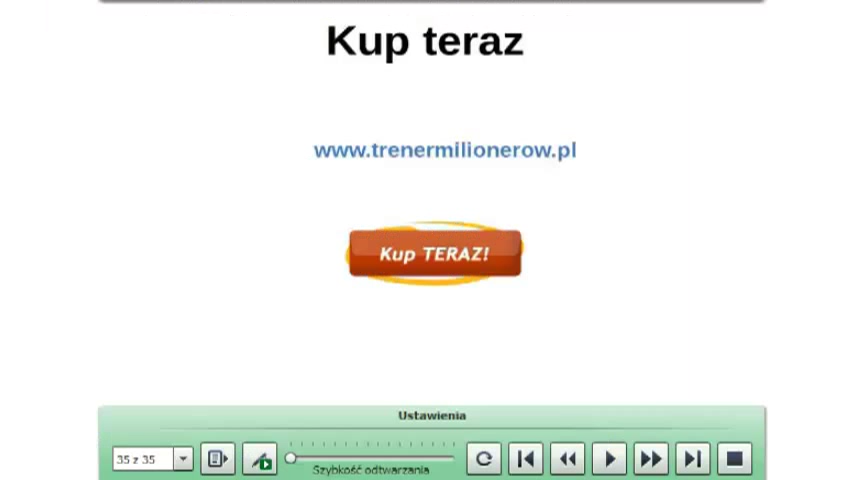 Kup teraz
www.trenermilionerow.pl
Kup TERAZ!
Ustawienia
35 z 35
Szybkość odtwarzania